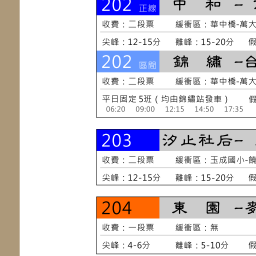 202 正線 中 和 -
收費：二段票 緩衝區：華中橋-萬大
尖峰：12-15分 離峰：15-20分 假
202 區間 錦 繡 -台
收費：二段票 緩衝區：華中橋-萬大
平日固定 5班（均由錦繡站發車） 假
06:20 09:00 12:15 14:50 17:35
203 汐止社后-
收費：二段票 緩衝區：玉成國小-饒
尖峰：12-15分 離峰：15-20分 假
204 東 園 -麥
收費：一段票 緩衝區：無
尖峰：4-6分 離峰：5-10分 假